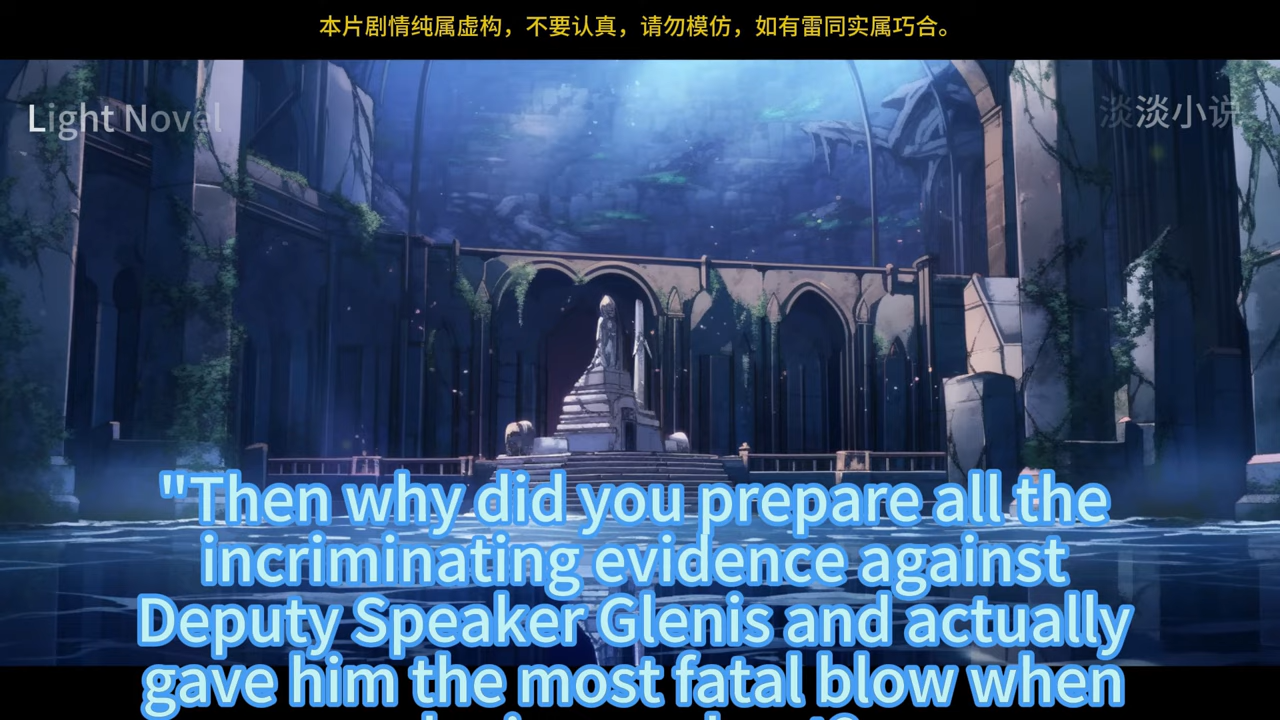 本片剧情纯属虚构，不要认真，请勿模仿，如有雷同实属巧合。
Light Novel
淡淡小说
"Then why did you prepare all the
incriminating evidence against
Deputy Speaker Glenis and actually
gave him the most fatal blow when